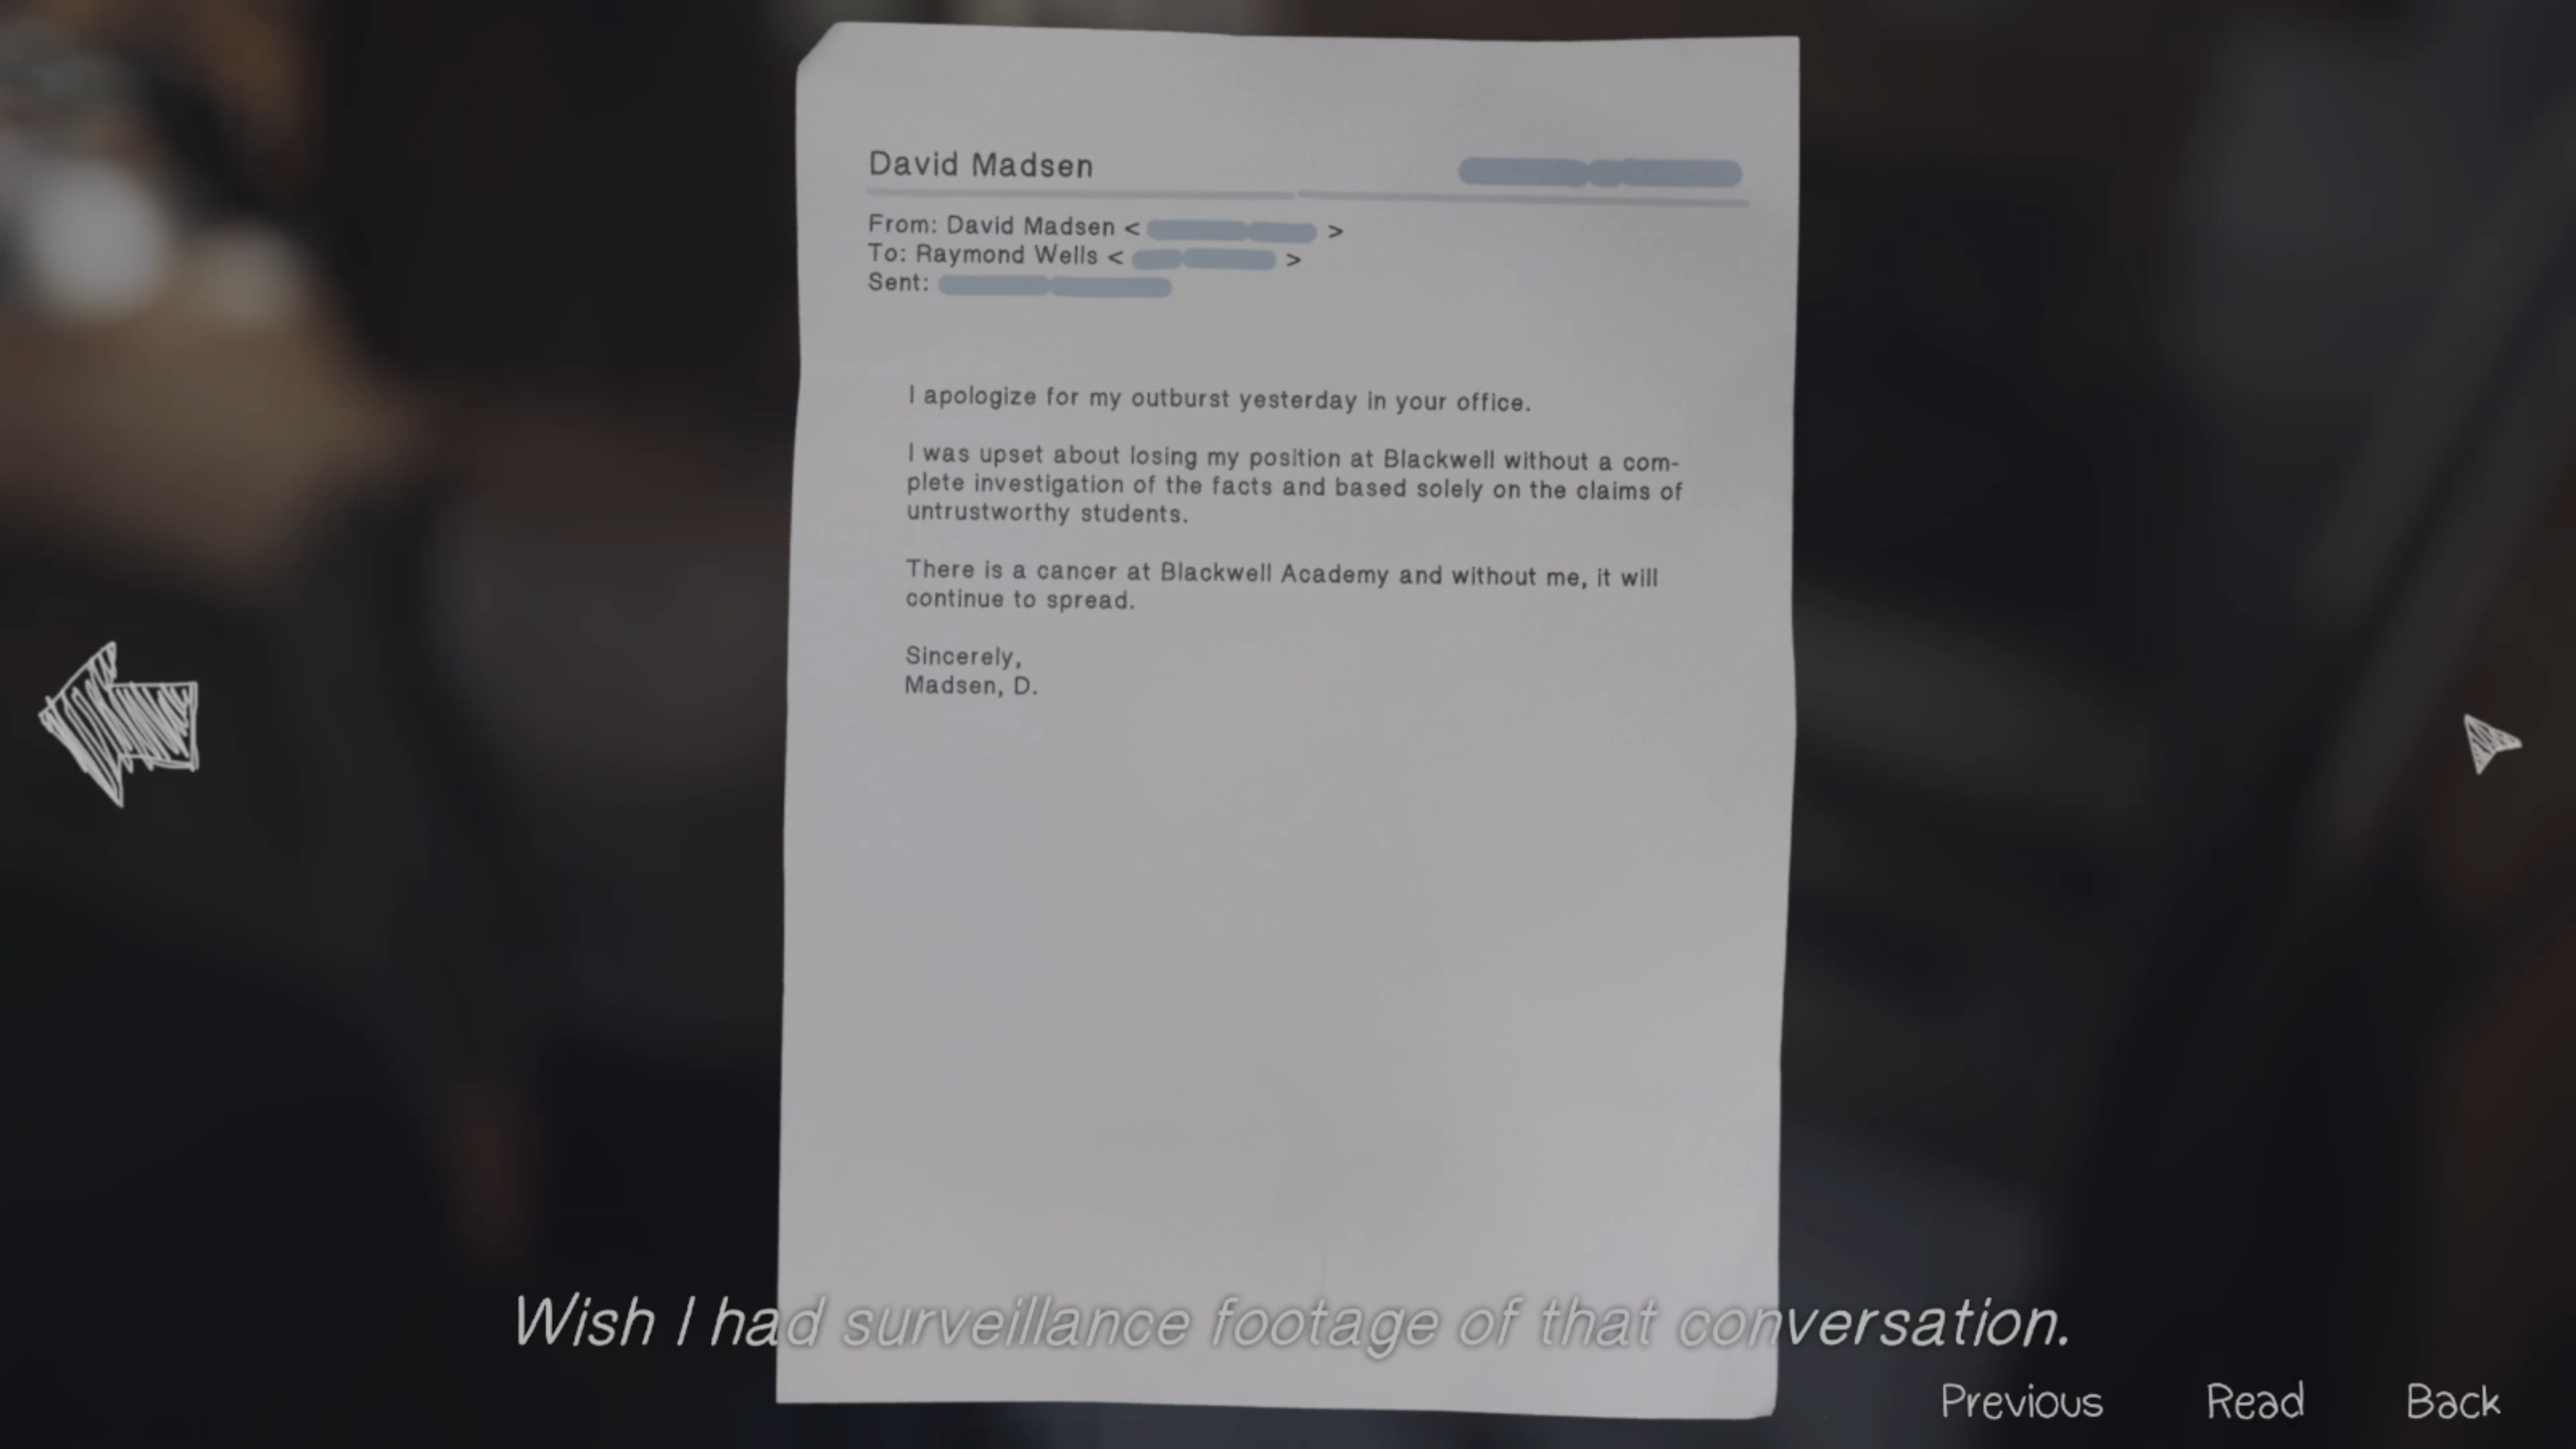 David Madsen
From: David Madsen < >
To: Raymond Wells < >
Sent:
I apologize for my outburst yesterday in your office.
I was upset about losing my position at Blackwell without a com-
plete investigation of the facts and based solely on the claims of
untrustworthy students.
There is a cancer at Blackwell Academy and without me, it will
continue to spread.
Sincerely,
Madsen, D.
Wish I had surveillance footage of that conversation.
Previous Read Back